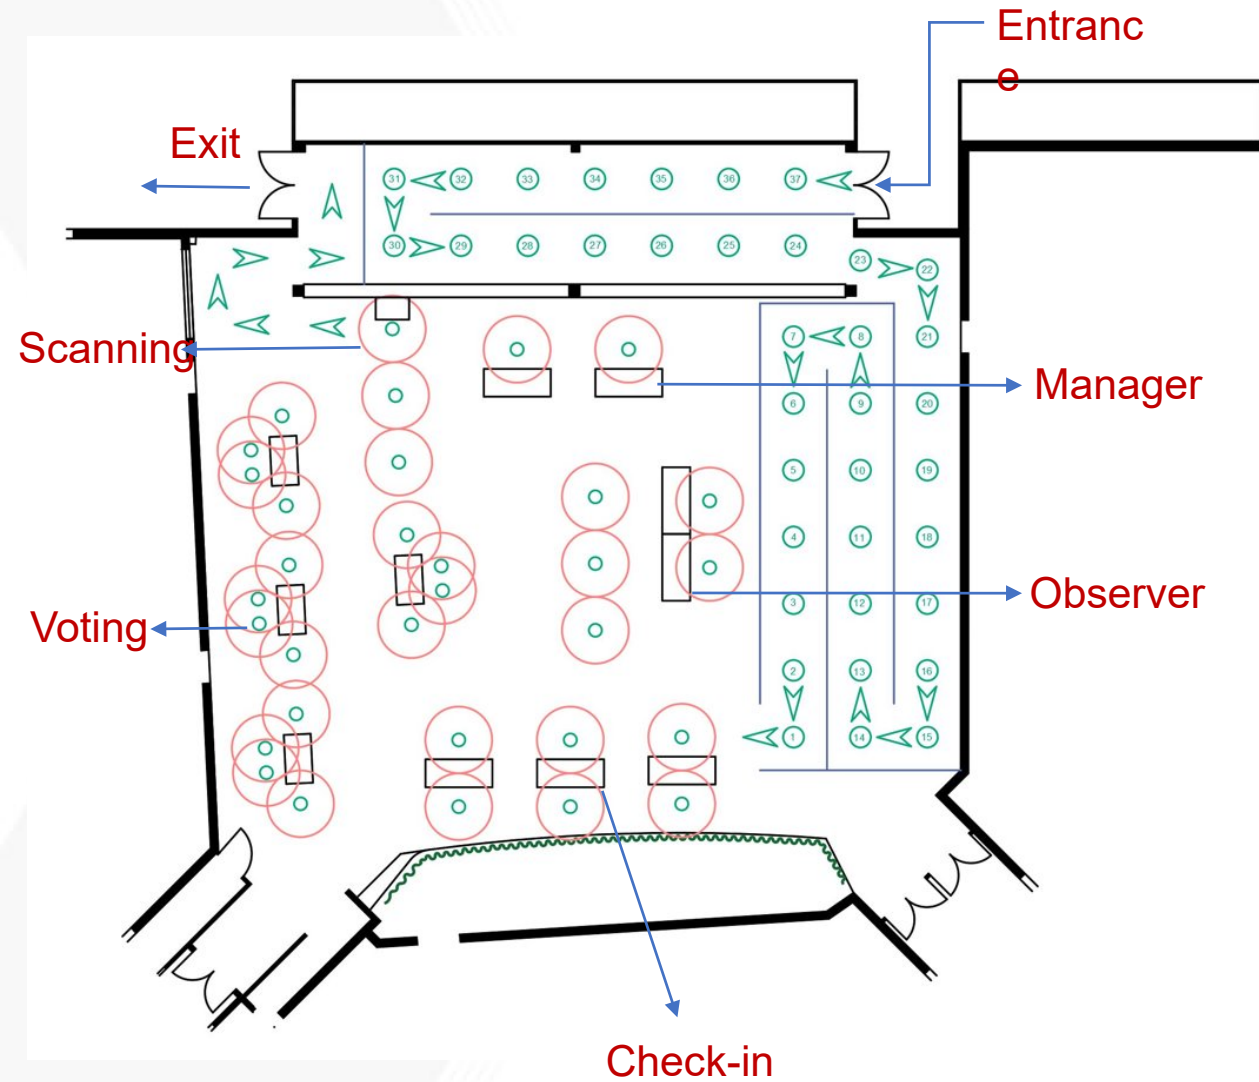 Entranc
e
Exit
31 32 33 34 35 36 37
30 29 28 27 26 25 24
23 22
Scanning
7 8 21
Manager
6 9 20
5 10 19
4 11 18
Observer
3 12 17
Voting
2 13 16
1 14 15
Check-in